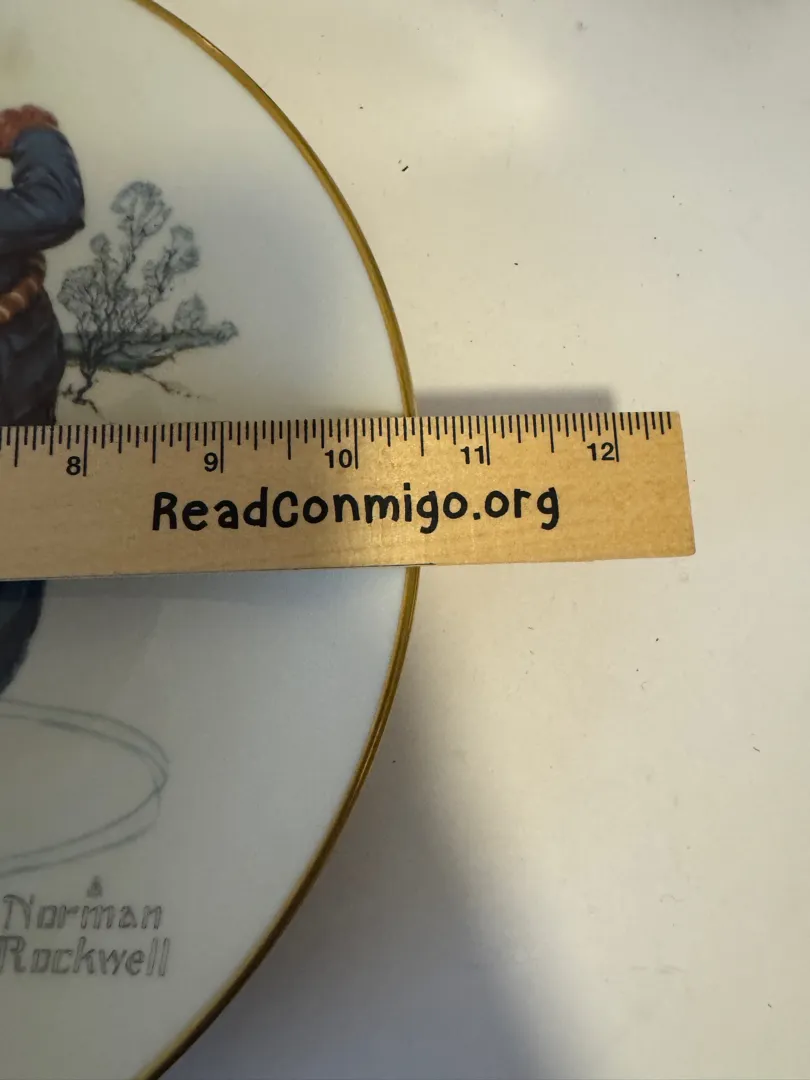 8 9 10 11 12
ReadConmigo.org
Norman
Rockwell